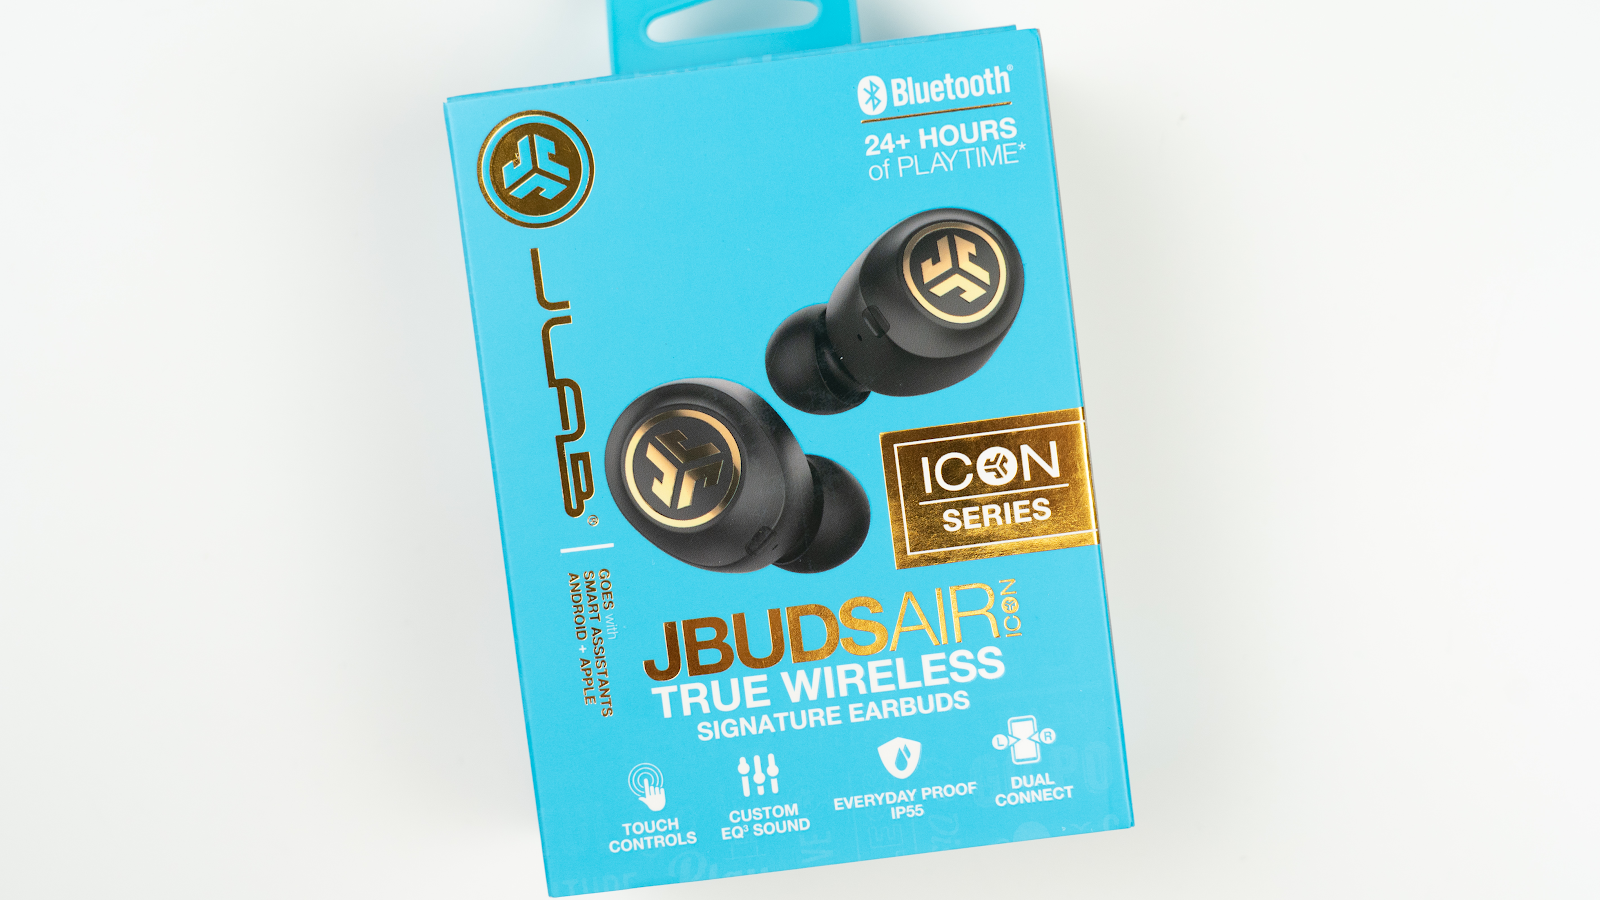 Bluetooth®
24+ HOURS
of PLAYTIME*
JLAB®
GOES with
SMART ASSISTANTS
ANDROID + APPLE
ICON
SERIES
JBUDSAIR ICON
TRUE WIRELESS
SIGNATURE EARBUDS
TOUCH
CONTROLS
CUSTOM
EQ³ SOUND
EVERYDAY PROOF
IP55
L R
DUAL
CONNECT